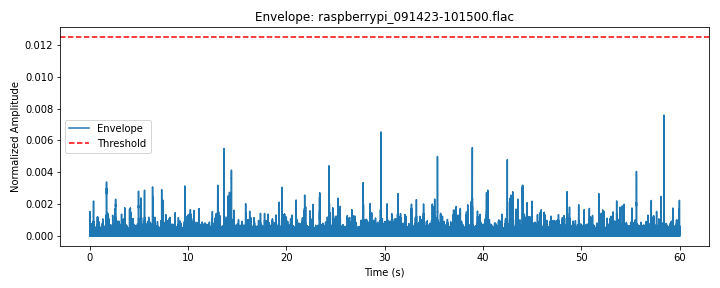 Envelope: raspberrypi_091423-101500.flac
Normalized Amplitude
0.012
0.010
0.008
0.006
0.004
0.002
0.000
Envelope
Threshold
0 10 20 30 40 50 60
Time (s)